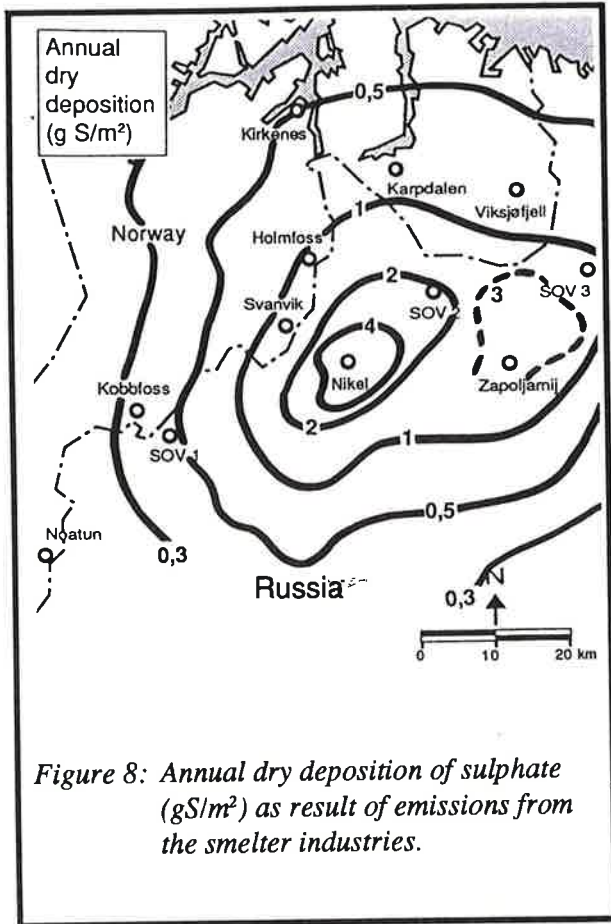 Annual
dry
deposition
(g S/m²)
0,5
Kirkenes
Karpdalen
1
Viksjøfjell
Norway
Holmfoss
2
3
SOV 3
SOV 2
Svanvik
4
Nikel
Zapoljarnij
Kobbfoss
2
1
SOV 1
0,5
Noatun
0,3
Russia
0,3
N
0 10 20 km
Figure 8: Annual dry deposition of sulphate
(gS/m²) as result of emissions from
the smelter industries.